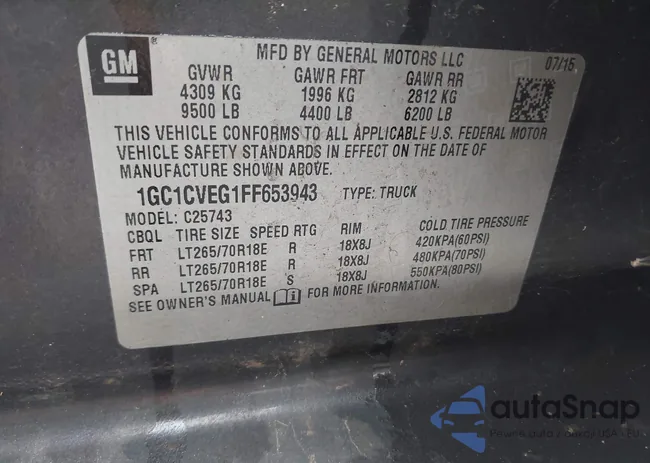 GM
MFD BY GENERAL MOTORS LLC
07/15
GVWR GAWR FRT GAWR RR
4309 KG 1996 KG 2812 KG
9500 LB 4400 LB 6200 LB
THIS VEHICLE CONFORMS TO ALL APPLICABLE U.S. FEDERAL MOTOR
VEHICLE SAFETY STANDARDS IN EFFECT ON THE DATE OF
MANUFACTURE SHOWN ABOVE.
1GC1CVEG1FF653943 TYPE: TRUCK
MODEL: C25743
CBQL TIRE SIZE SPEED RTG RIM COLD TIRE PRESSURE
FRT LT265/70R18E R 18X8J 420KPA(60PSI)
RR LT265/70R18E R 18X8J 480KPA(70PSI)
SPA LT265/70R18E S 18X8J 550KPA(80PSI)
SEE OWNER'S MANUAL FOR MORE INFORMATION.
autaSnap
USA - EU